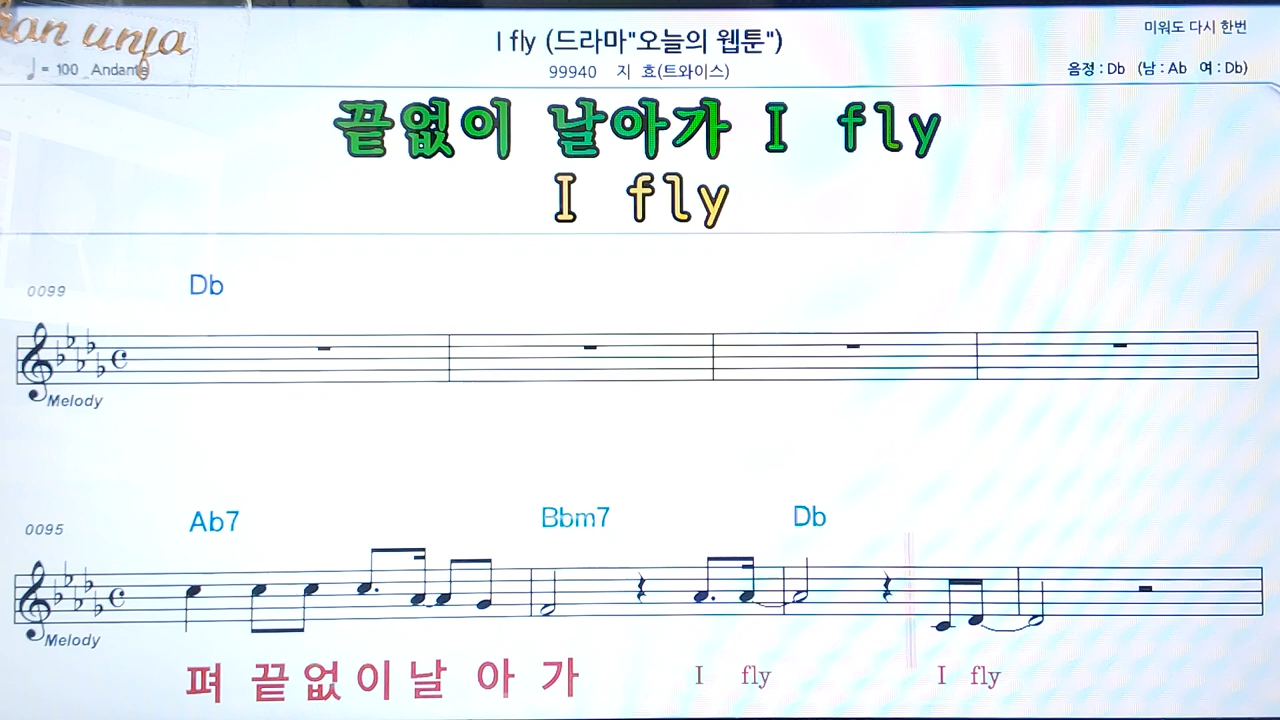 an unja
♩= 100 Andante
I fly (드라마"오늘의 웹툰")
99940 지 효(트와이스)
미워도 다시 한번
음정 : Db (남 : Ab 여 : Db)
끝없이 날아가 I fly
I fly
0099 Db
Melody
0095 Ab7 Bbm7 Db
Melody
펴 끝없이날 아 가 I fly I fly